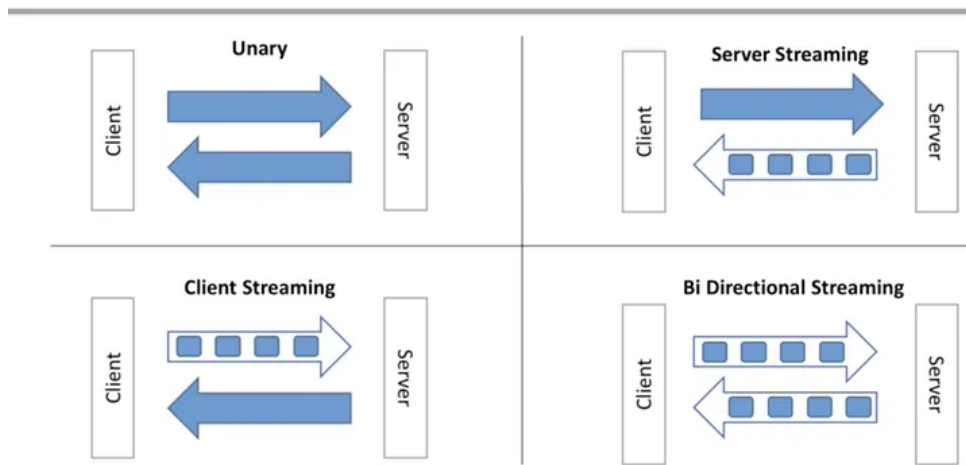 Unary
Client
Server
Server Streaming
Client
Server
Client Streaming
Client
Server
Bi Directional Streaming
Client
Server